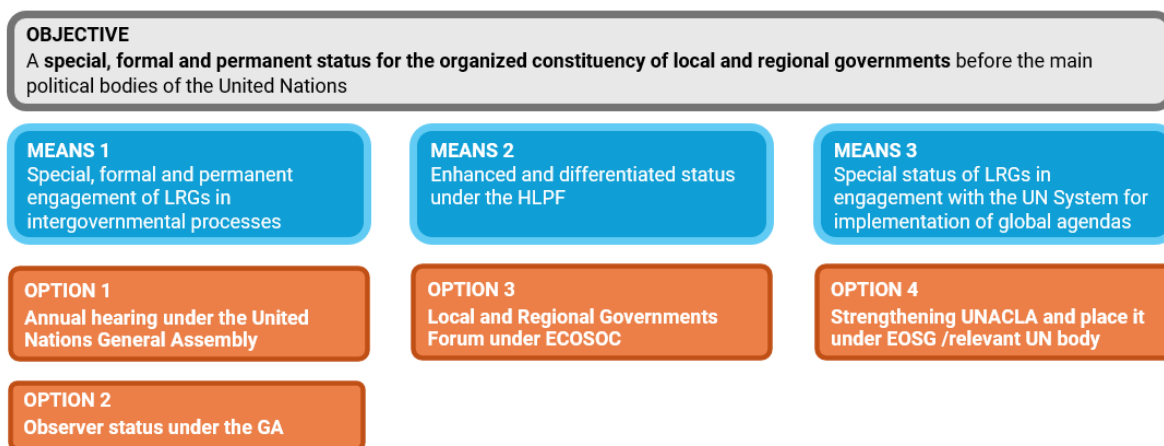 OBJECTIVE
A special, formal and permanent status for the organized constituency of local and regional governments before the main
political bodies of the United Nations
MEANS 1
Special, formal and permanent
engagement of LRGs in
intergovernmental processes
MEANS 2
Enhanced and differentiated status
under the HLPF
MEANS 3
Special status of LRGs in
engagement with the UN System for
implementation of global agendas
OPTION 1
Annual hearing under the United
Nations General Assembly
OPTION 3
Local and Regional Governments
Forum under ECOSOC
OPTION 4
Strengthening UNACLA and place it
under EOSG /relevant UN body
OPTION 2
Observer status under the GA